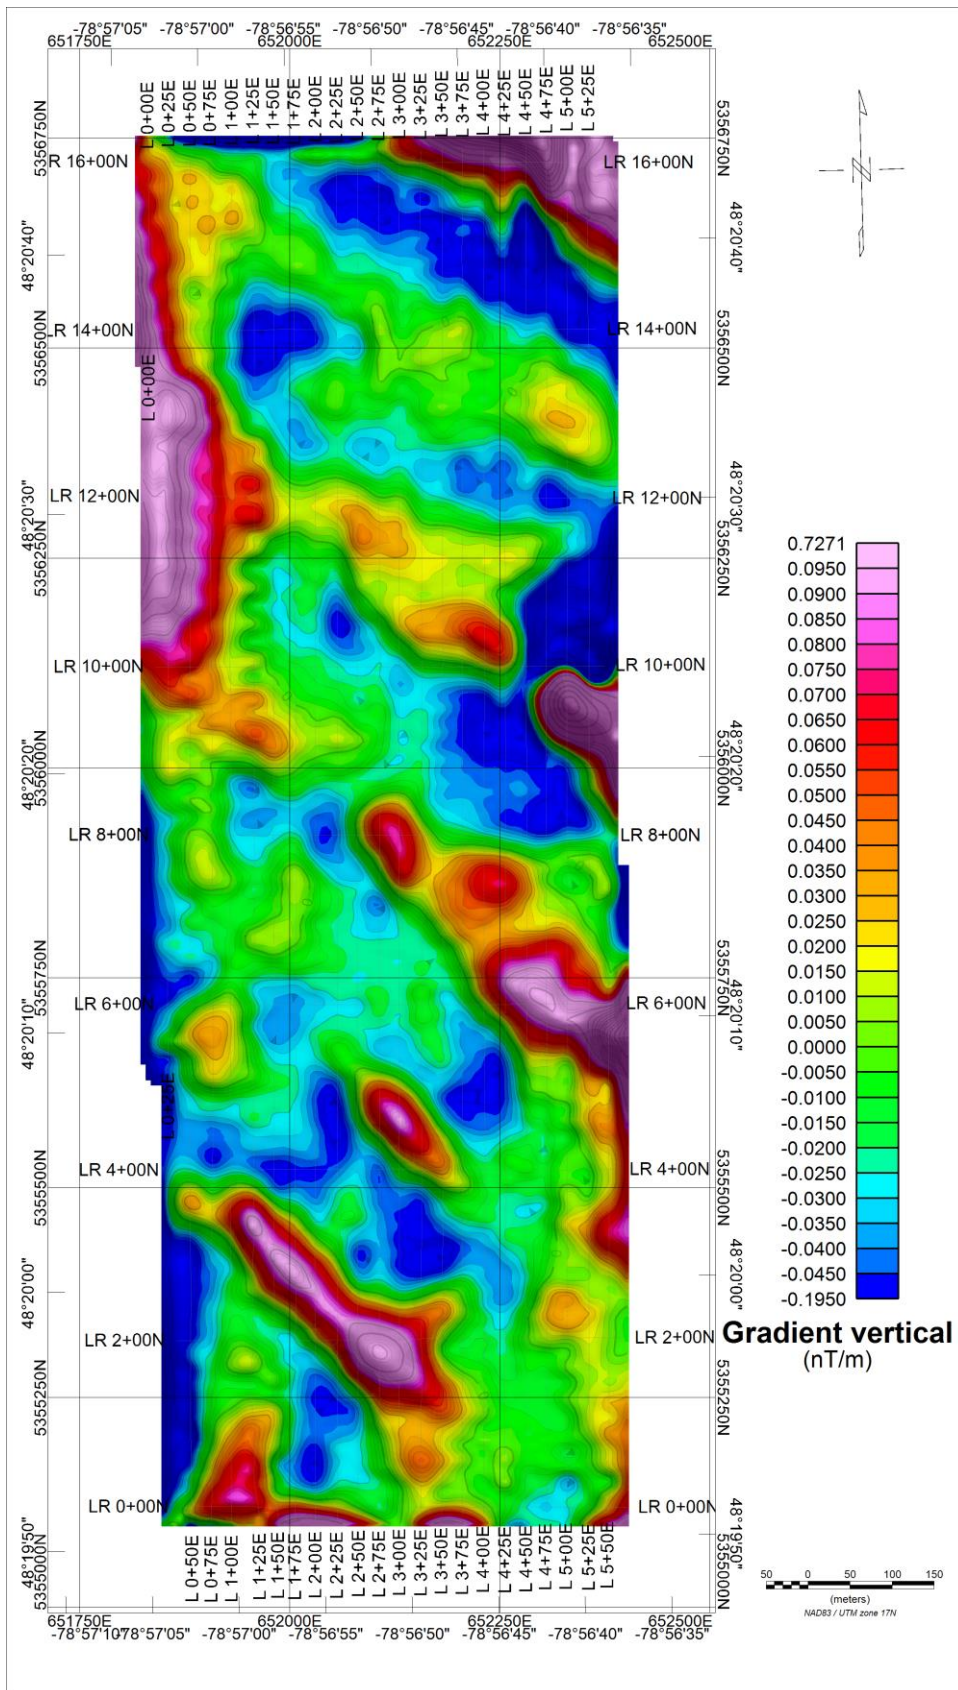 -78°57'05" -78°57'00" -78°56'55" -78°56'50" -78°56'45" -78°56'40" -78°56'35"
651750E 652000E 652250E 652500E
L 0+00E L 0+25E L 0+50E L 0+75E L 1+00E L 1+25E L 1+50E L 1+75E L 2+00E L 2+25E L 2+50E L 2+75E L 3+00E L 3+25E L 3+50E L 3+75E L 4+00E L 4+25E L 4+50E L 4+75E L 5+00E L 5+25E
5356750N 5356750N
R 16+00N LR 16+00N
48°20'40" 48°20'40"
LR 14+00N LR 14+00N
5356500N 5356500N
L 0+00E
LR 12+00N LR 12+00N
48°20'30" 48°20'30"
5356250N 5356250N
LR 10+00N LR 10+00N
48°20'20" 48°20'20"
5356000N 5356000N
LR 8+00N LR 8+00N
5355750N 5355750N
LR 6+00N LR 6+00N
48°20'10" 48°20'10"
L 0+25E
LR 4+00N LR 4+00N
5355500N 5355500N
48°20'00" 48°20'00"
LR 2+00N LR 2+00N
5355250N 5355250N
LR 0+00N LR 0+00N
48°19'50" 48°19'50"
5355000N 5355000N
L 0+50E L 0+75E L 1+00E L 1+25E L 1+50E L 1+75E L 2+00E L 2+25E L 2+50E L 2+75E L 3+00E L 3+25E L 3+50E L 3+75E L 4+00E L 4+25E L 4+50E L 4+75E L 5+00E L 5+25E L 5+50E
651750E 652000E 652250E 652500E
-78°57'10" -78°57'05" -78°57'00" -78°56'55" -78°56'50" -78°56'45" -78°56'40" -78°56'35"
N
0.7271
0.0950
0.0900
0.0850
0.0800
0.0750
0.0700
0.0650
0.0600
0.0550
0.0500
0.0450
0.0400
0.0350
0.0300
0.0250
0.0200
0.0150
0.0100
0.0050
0.0000
-0.0050
-0.0100
-0.0150
-0.0200
-0.0250
-0.0300
-0.0350
-0.0400
-0.0450
-0.1950
Gradient vertical
(nT/m)
50 0 50 100 150
(meters)
NAD83 / UTM zone 17N